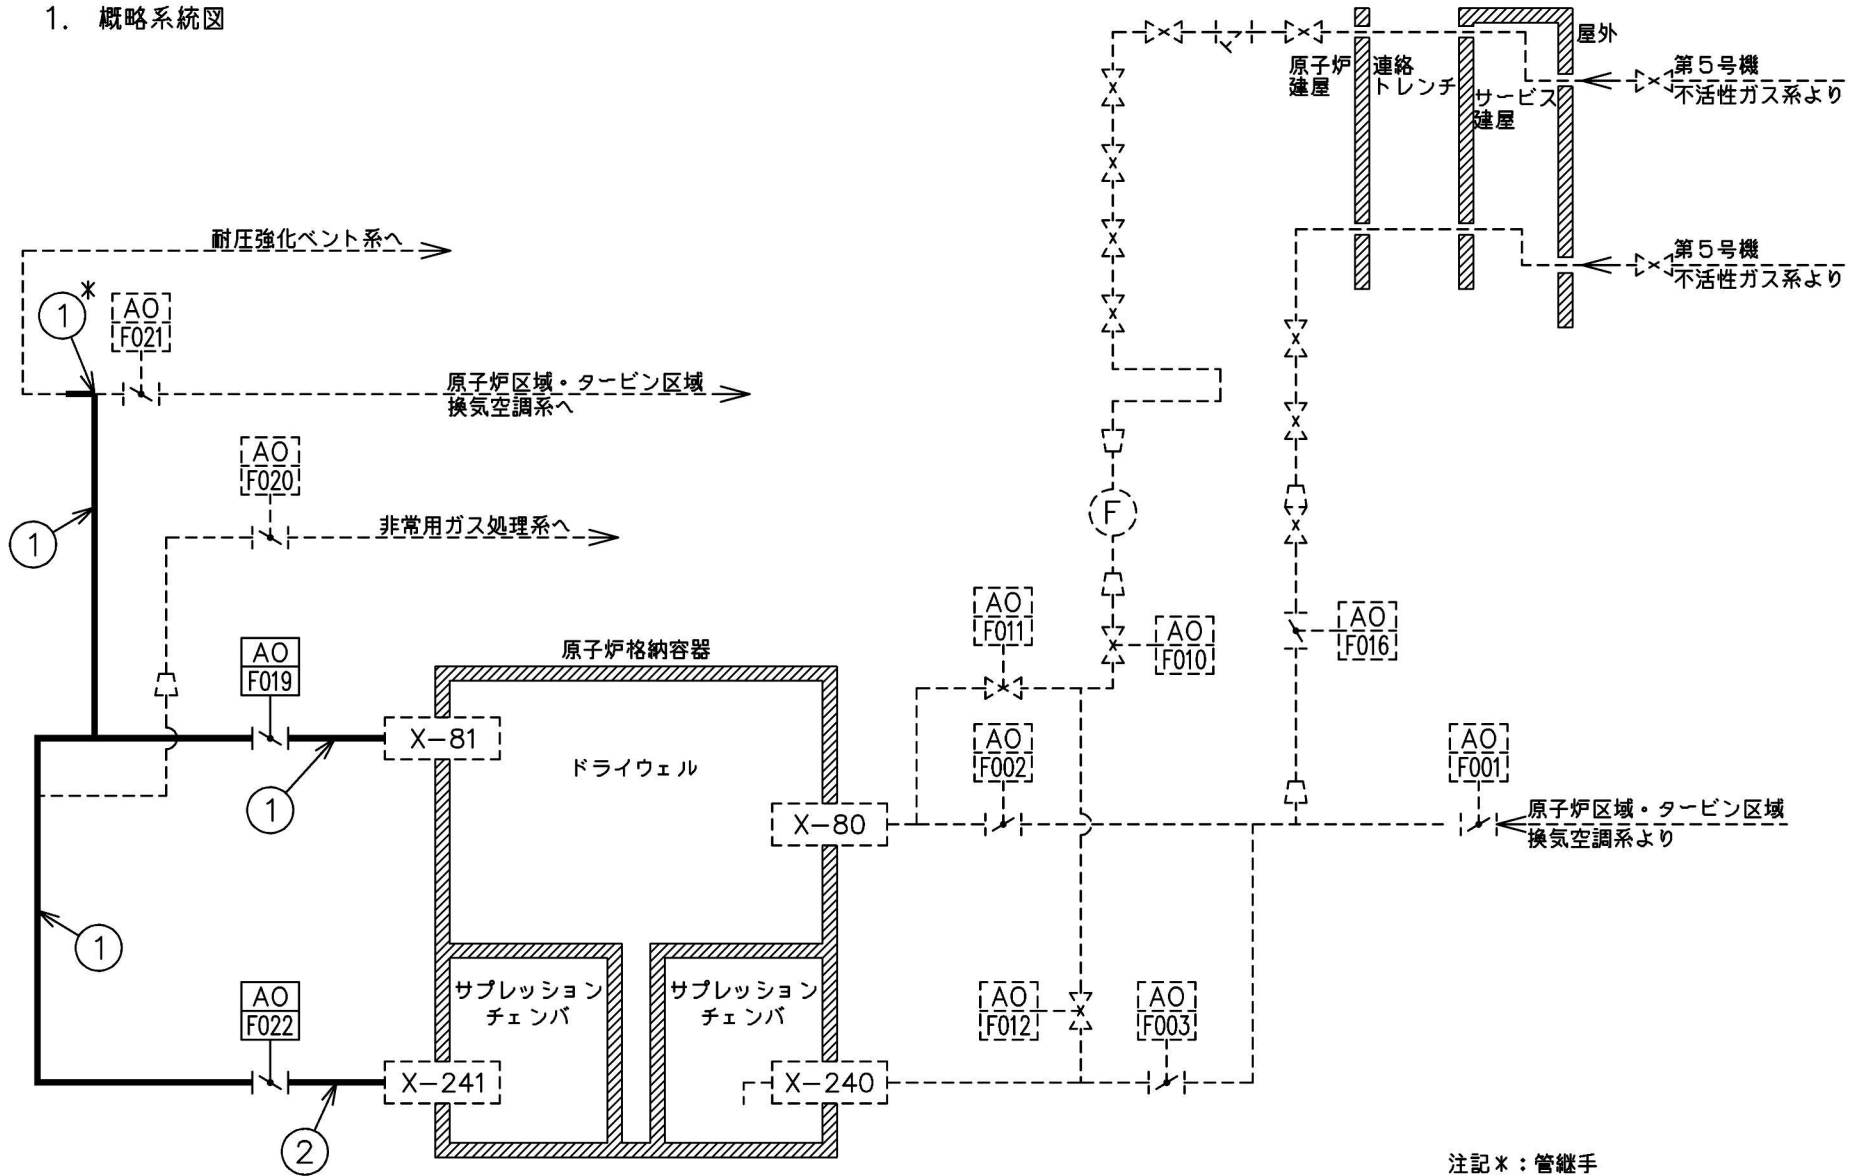 1. 概略系統図
屋外
原子炉
建屋
連絡
トレンチ
サービス
建屋
第5号機
不活性ガス系より
第5号機
不活性ガス系より
耐圧強化ベント系へ
1*
AO
F021
原子炉区域・タービン区域
換気空調系へ
AO
F020
非常用ガス処理系へ
1
F
AO
F011
AO
F010
AO
F016
AO
F019
原子炉格納容器
X-81
ドライウェル
1
AO
F002
AO
F001
X-80
原子炉区域・タービン区域
換気空調系より
1
AO
F022
サプレッション
チェンバ
サプレッション
チェンバ
AO
F012
AO
F003
X-241
X-240
2
注記*:管継手